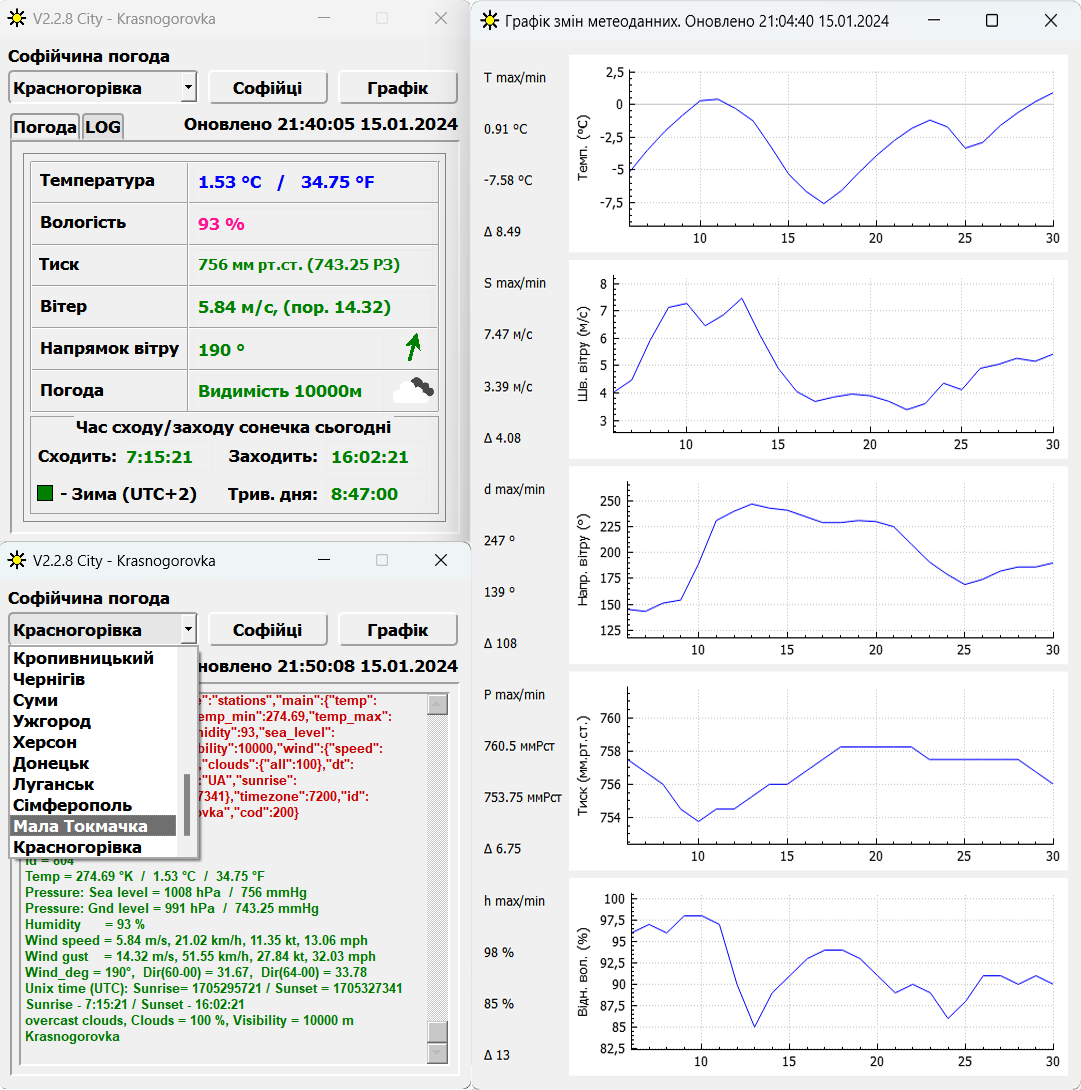 V2.2.8 City - Krasnogorovka
Софійчина погода
Красногорівка
Софійці
Графік
Погода
LOG
Оновлено 21:40:05 15.01.2024
Температура
1.53 °C / 34.75 °F
Вологість
93 %
Тиск
756 мм рт.ст. (743.25 РЗ)
Вітер
5.84 м/с, (пор. 14.32)
Напрямок вітру
190 °
Погода
Видимість 10000м
Час сходу/заходу сонечка сьогодні
Сходить: 7:15:21 Заходить: 16:02:21
- Зима (UTC+2) Трив. дня: 8:47:00
V2.2.8 City - Krasnogorovka
Софійчина погода
Красногорівка
Софійці
Графік
новлено 21:50:08 15.01.2024
Кропивницький
Чернігів
Суми
Ужгород
Херсон
Донецьк
Луганськ
Сімферополь
Мала Токмачка
Красногорівка
":"stations","main":{"temp":
emp_min":274.69,"temp_max":
idity":93,"sea_level":
bility":10000,"wind":{"speed":
,"clouds":{"all":100},"dt":
"UA","sunrise":
7341},"timezone":7200,"id":
ovka","cod":200}
Id = 804
Temp = 274.69 °K / 1.53 °C / 34.75 °F
Pressure: Sea level = 1008 hPa / 756 mmHg
Pressure: Gnd level = 991 hPa / 743.25 mmHg
Humidity = 93 %
Wind speed = 5.84 m/s, 21.02 km/h, 11.35 kt, 13.06 mph
Wind gust = 14.32 m/s, 51.55 km/h, 27.84 kt, 32.03 mph
Wind_deg = 190°, Dir(60-00) = 31.67, Dir(64-00) = 33.78
Unix time (UTC): Sunrise= 1705295721 / Sunset = 1705327341
Sunrise - 7:15:21 / Sunset - 16:02:21
overcast clouds, Clouds = 100 %, Visibility = 10000 m
Krasnogorovka
Графік змін метеоданних. Оновлено 21:04:40 15.01.2024
T max/min
0.91 °C
-7.58 °C
Δ 8.49
Темп. (°C)
2,5
0
-2,5
-5
-7,5
10 15 20 25 30
S max/min
7.47 м/с
3.39 м/с
Δ 4.08
Шв. вітру (м/с)
8
7
6
5
4
3
10 15 20 25 30
d max/min
247 °
139 °
Δ 108
Напр. вітру (°)
250
225
200
175
150
125
10 15 20 25 30
P max/min
760.5 ммРст
753.75 ммРст
Δ 6.75
Тиск (мм.рт.ст.)
760
758
756
754
10 15 20 25 30
h max/min
98 %
85 %
Δ 13
Відн. вол. (%)
100
97,5
95
92,5
90
87,5
85
82,5
10 15 20 25 30